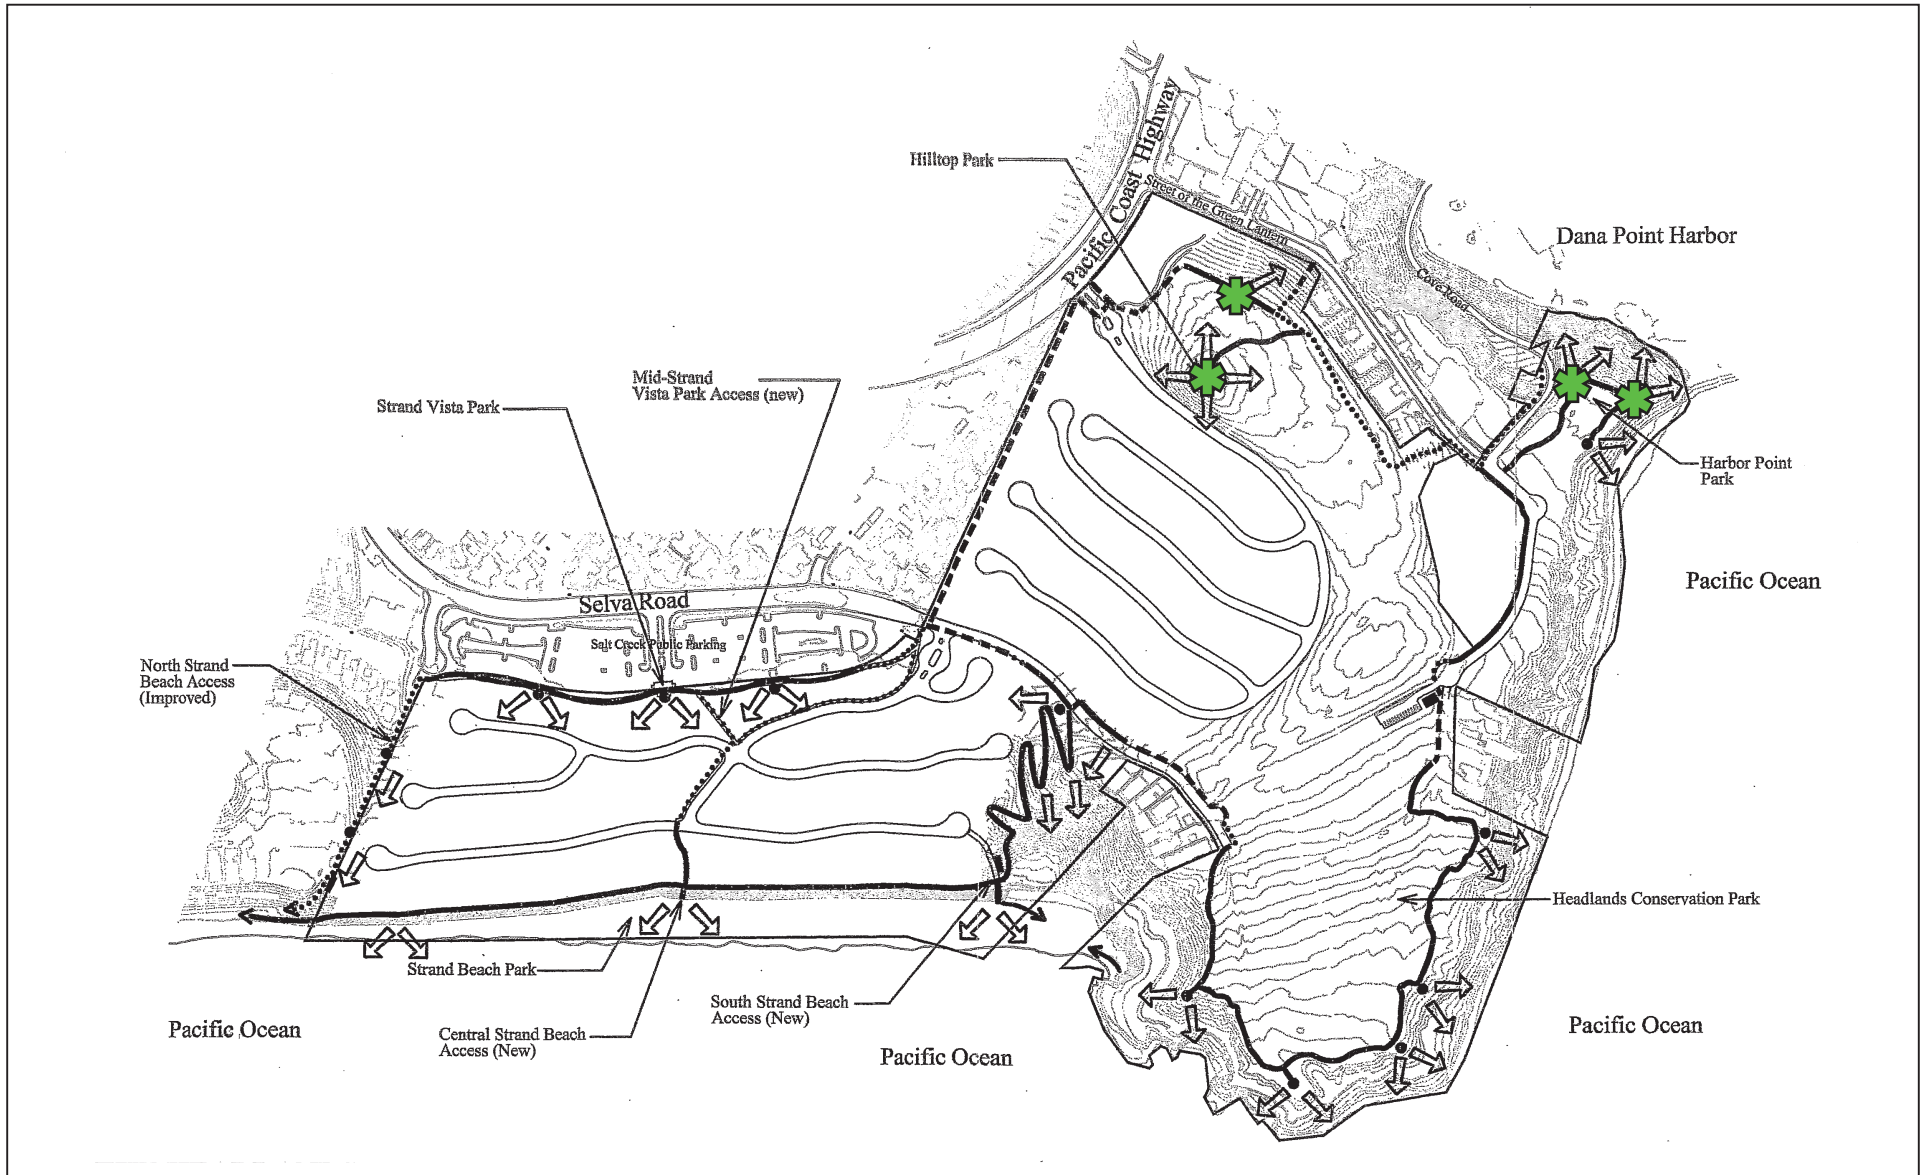 Pacific Coast Highway
Hilltop Park
Street of the Green Lantern
Dana Point Harbor
Cove Road
Mid-Strand
Vista Park Access (new)
Strand Vista Park
Harbor Point
Park
Pacific Ocean
Selva Road
Salt Creek Public Parking
North Strand
Beach Access
(Improved)
Headlands Conservation Park
Strand Beach Park
South Strand Beach
Access (New)
Pacific Ocean
Central Strand Beach
Access (New)
Pacific Ocean
Pacific Ocean